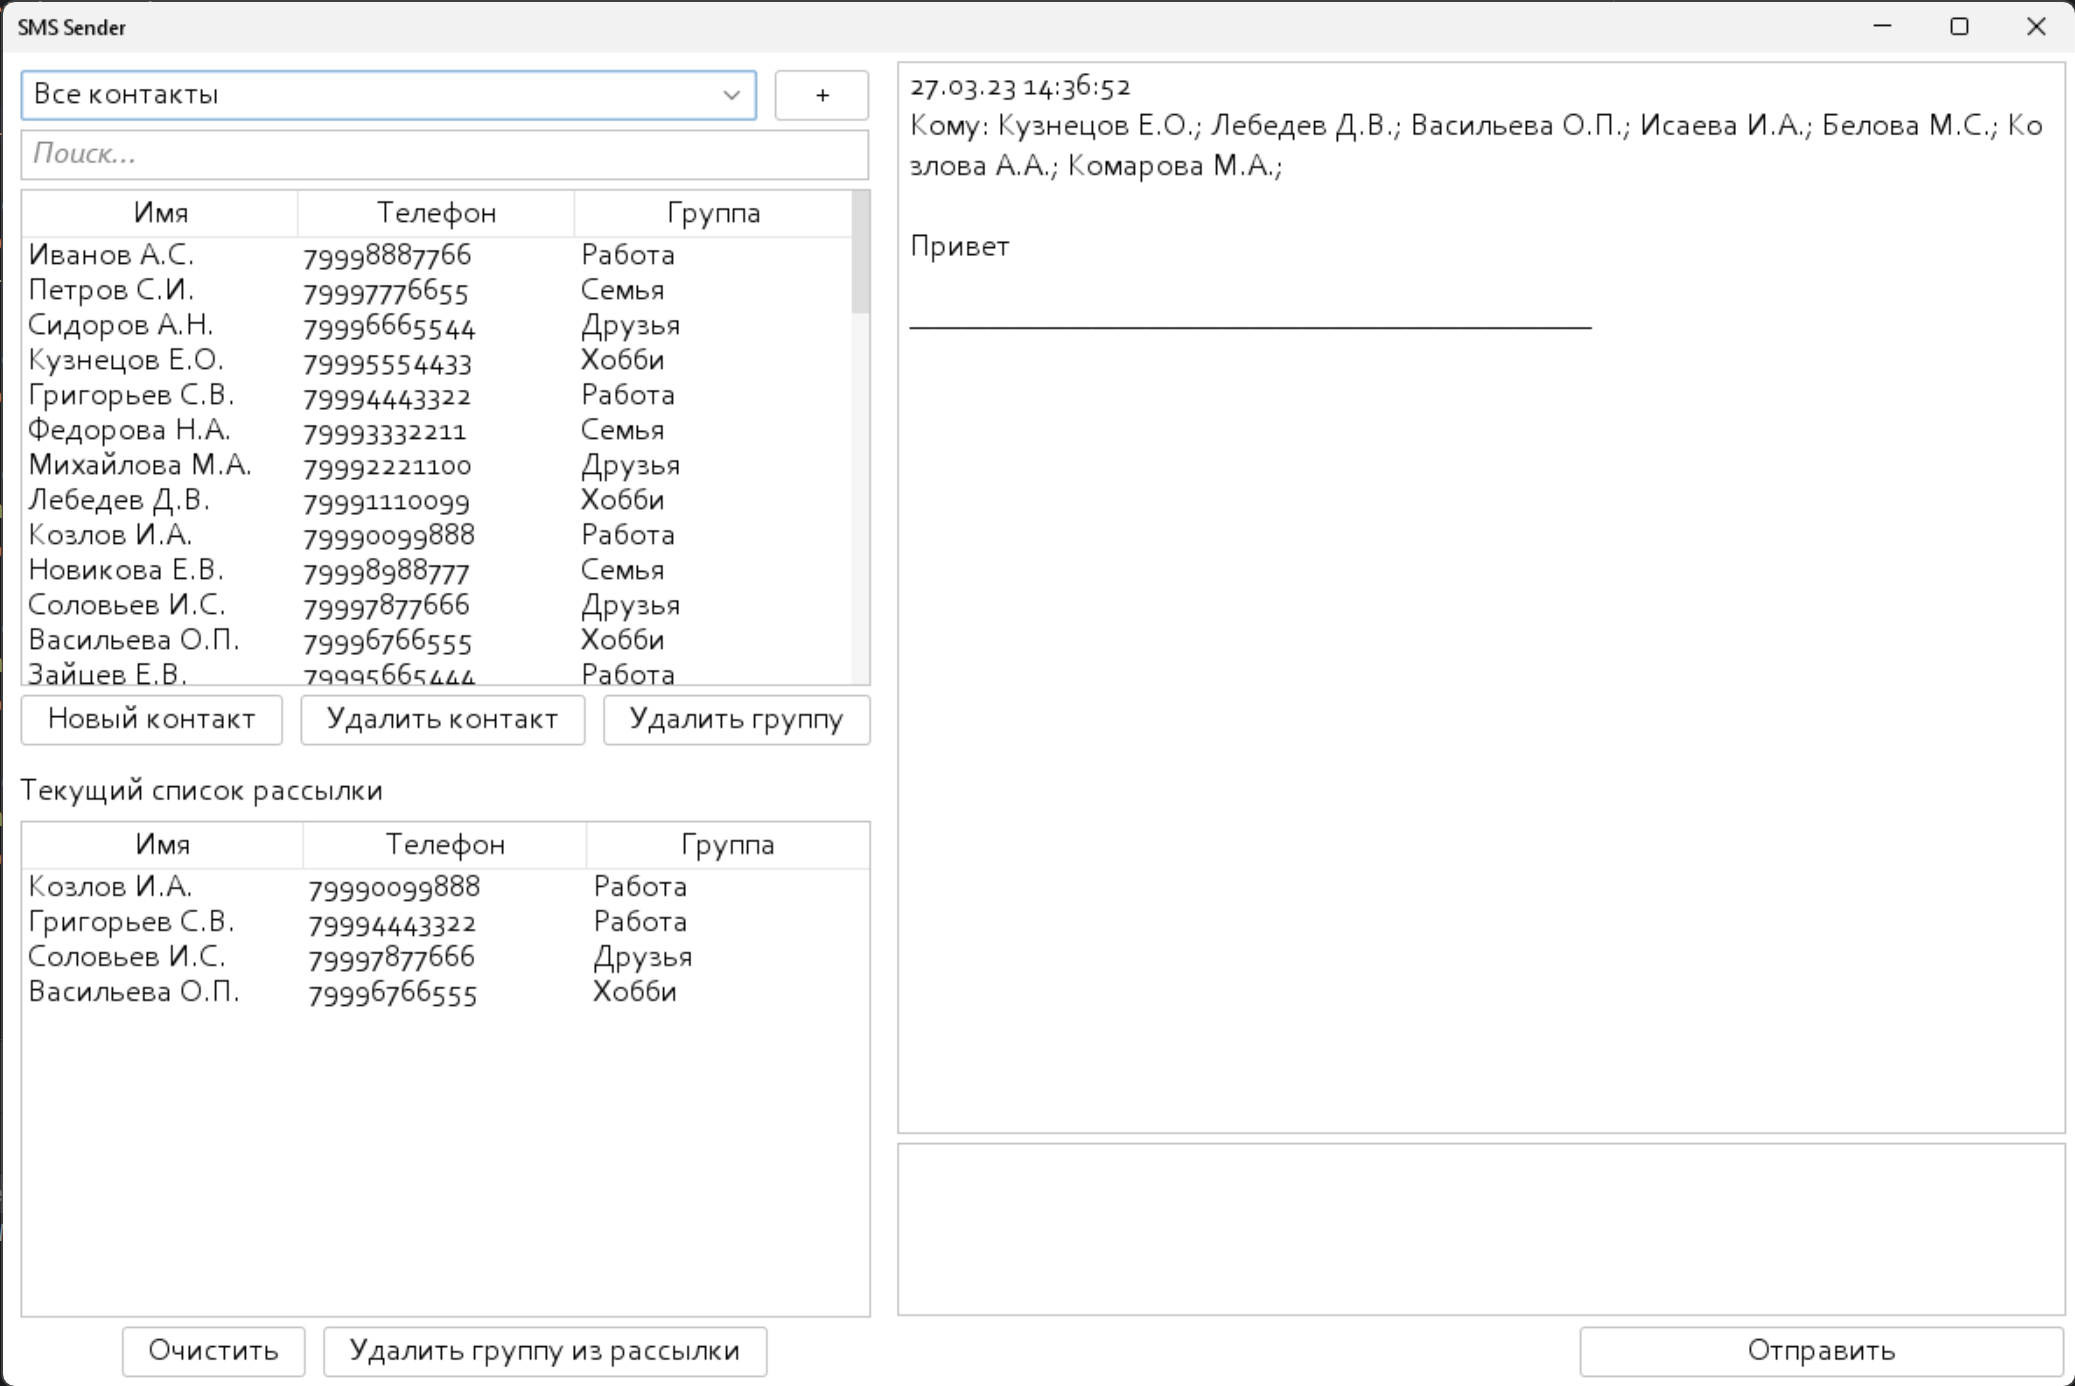 SMS Sender
Все контакты
+
Поиск...
Имя Телефон Группа
Иванов А.С. 79998887766 Работа
Петров С.И. 79997776655 Семья
Сидоров А.Н. 79996665544 Друзья
Кузнецов Е.О. 79995554433 Хобби
Григорьев С.В. 79994443322 Работа
Федорова Н.А. 79993332211 Семья
Михайлова М.А. 79992221100 Друзья
Лебедев Д.В. 79991110099 Хобби
Козлов И.А. 79990099888 Работа
Новикова Е.В. 79998988777 Семья
Соловьев И.С. 79997877666 Друзья
Васильева О.П. 79996766555 Хобби
Зайцев Е.В. 79995665444 Работа
Новый контакт Удалить контакт Удалить группу
Текущий список рассылки
Имя Телефон Группа
Козлов И.А. 79990099888 Работа
Григорьев С.В. 79994443322 Работа
Соловьев И.С. 79997877666 Друзья
Васильева О.П. 79996766555 Хобби
Очистить Удалить группу из рассылки
27.03.23 14:36:52
Кому: Кузнецов Е.О.; Лебедев Д.В.; Васильева О.П.; Исаева И.А.; Белова М.С.; Ко
злова А.А.; Комарова М.А.;
Привет
Отправить